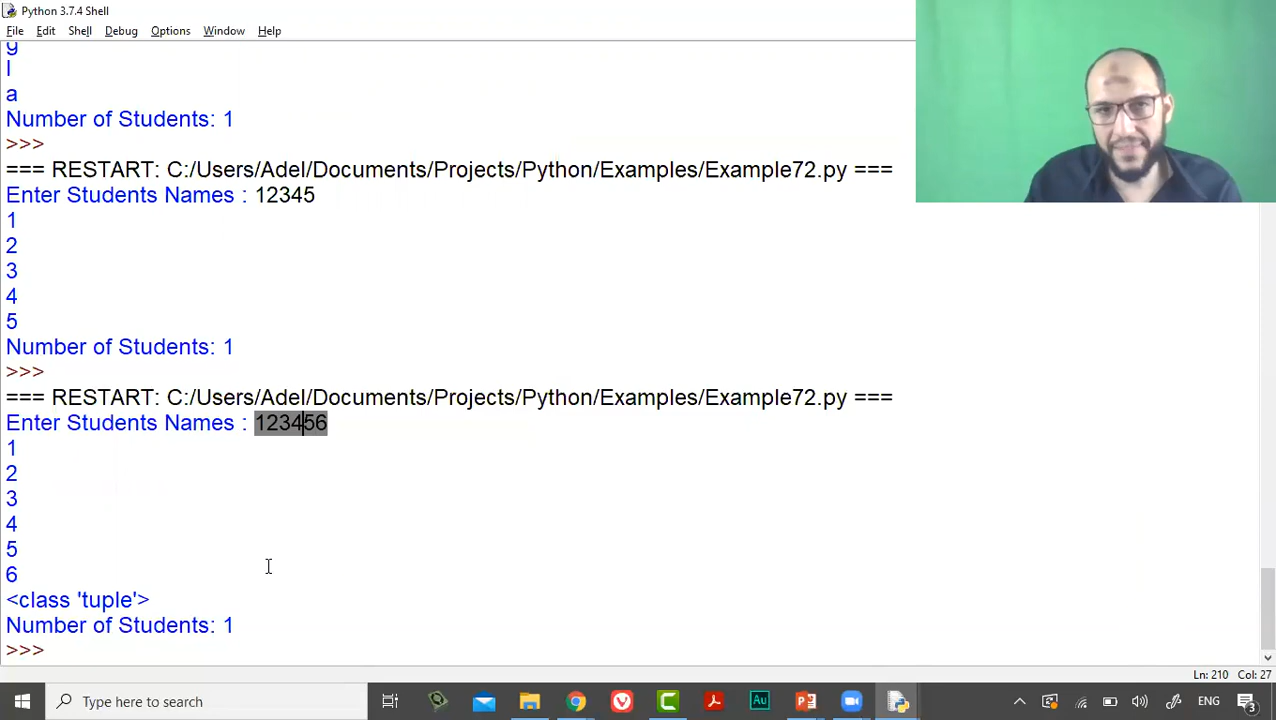 Python 3.7.4 Shell
File Edit Shell Debug Options Window Help
g
l
a
Number of Students: 1
>>>
=== RESTART: C:/Users/Adel/Documents/Projects/Python/Examples/Example72.py ===
Enter Students Names : 12345
1
2
3
4
5
Number of Students: 1
>>>
=== RESTART: C:/Users/Adel/Documents/Projects/Python/Examples/Example72.py ===
Enter Students Names : 123456
1
2
3
4
5
6
<class 'tuple'>
Number of Students: 1
>>>
Ln: 210 Col: 27
Type here to search
Au
ENG
3